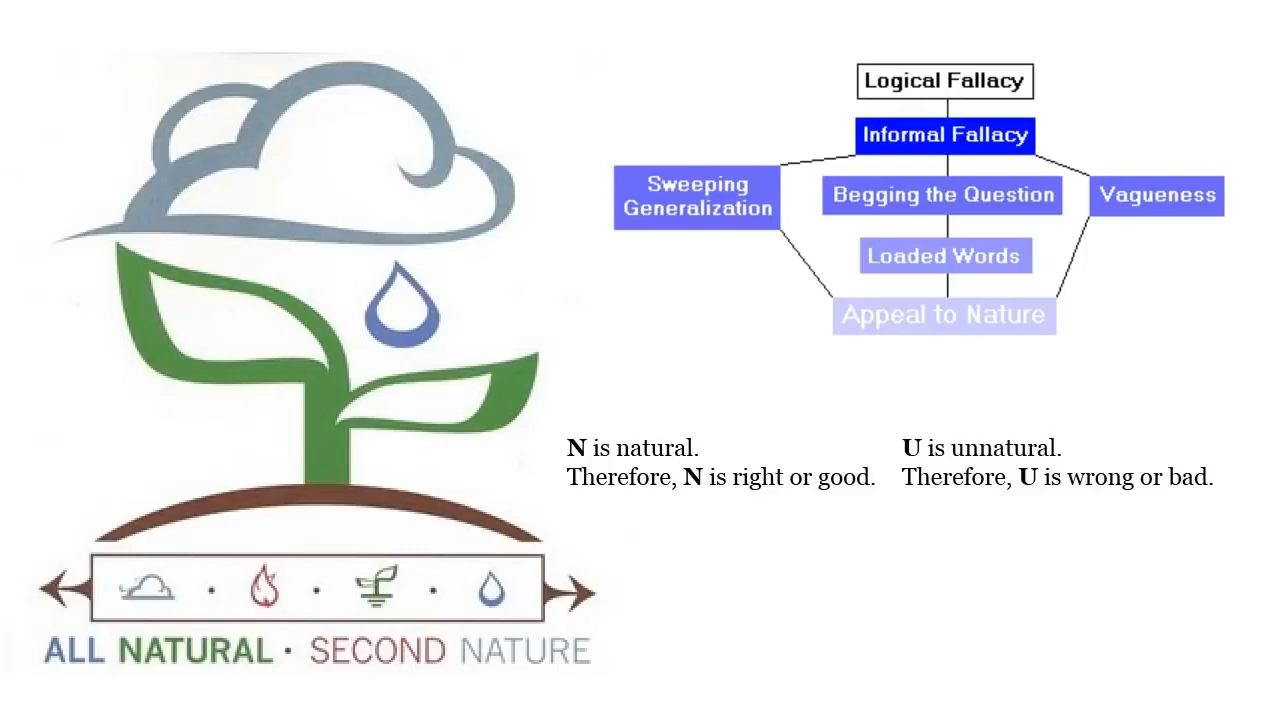 Logical Fallacy
Informal Fallacy
Sweeping
Generalization
Begging the Question
Vagueness
Loaded Words
Appeal to Nature
N is natural.
Therefore, N is right or good.
U is unnatural.
Therefore, U is wrong or bad.
ALL NATURAL · SECOND NATURE